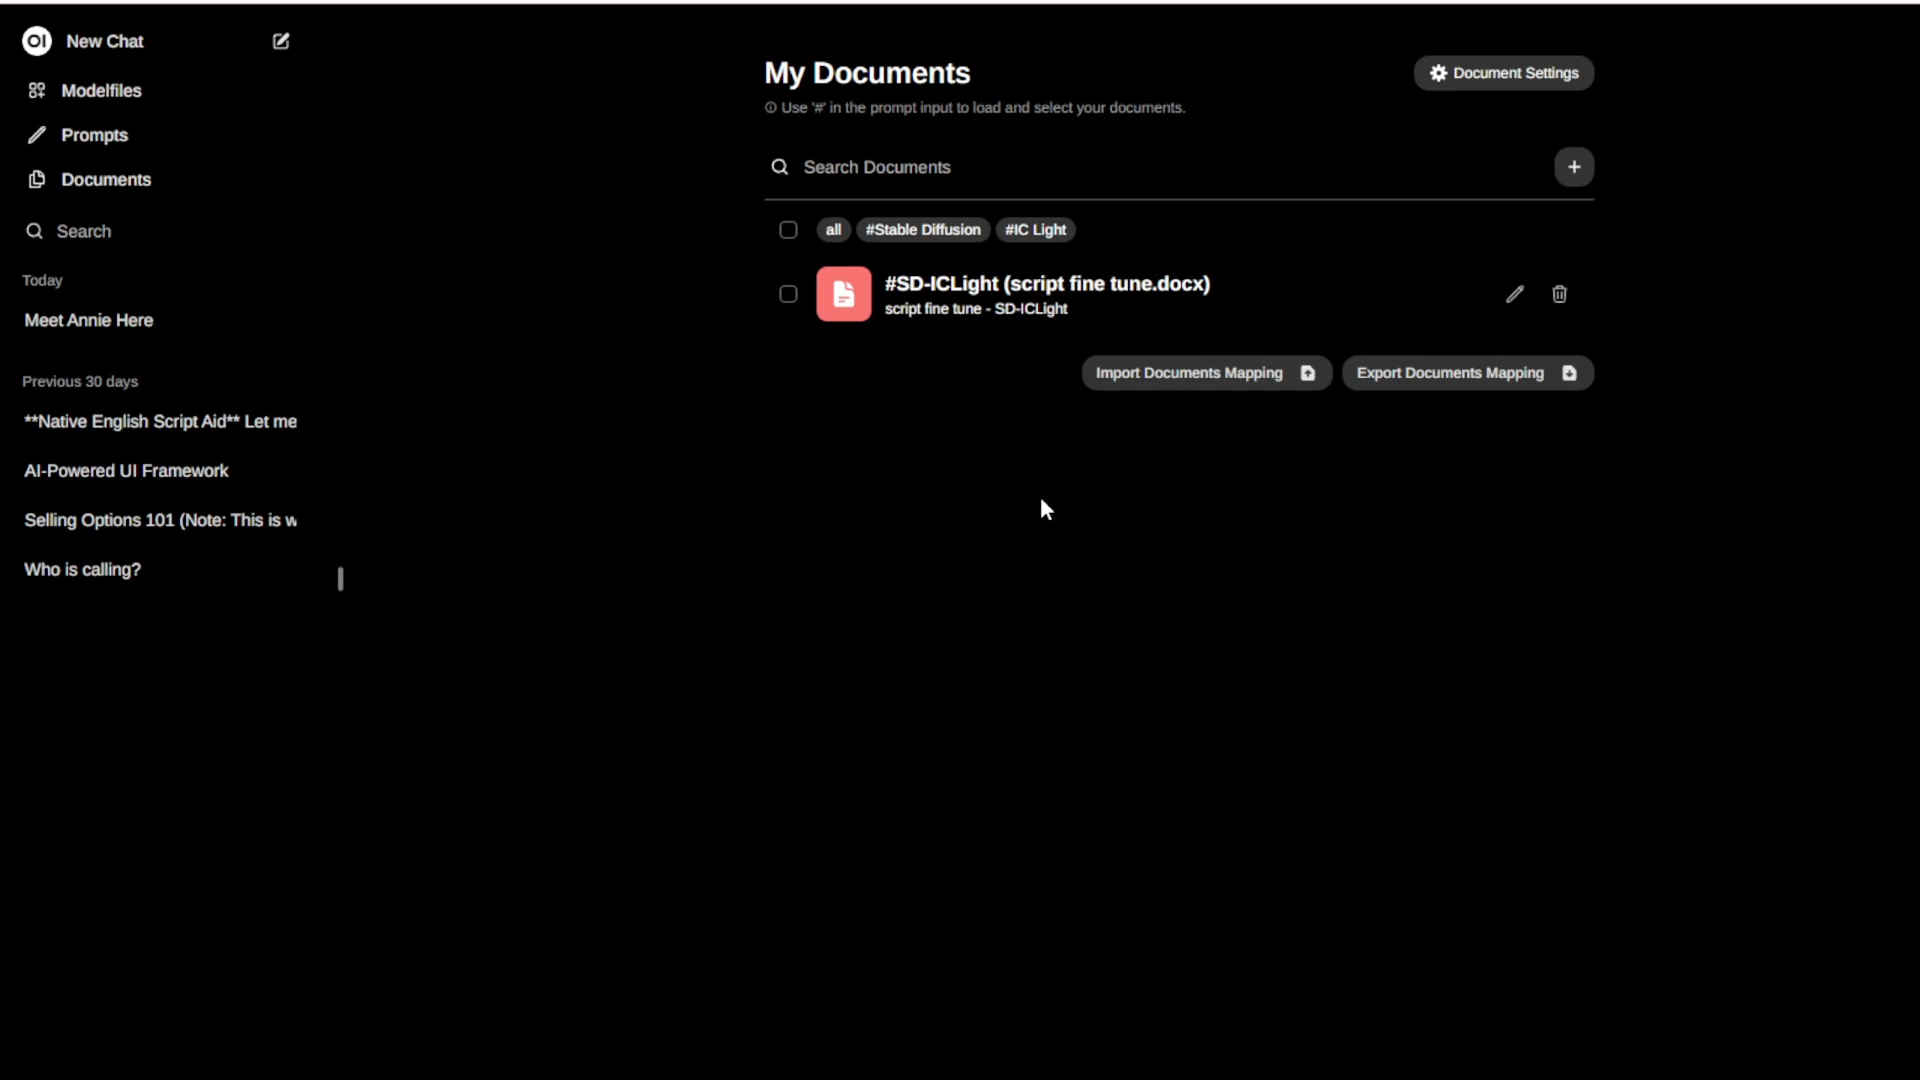 OI New Chat
Modelfiles
Prompts
Documents
Search
Today
Meet Annie Here
Previous 30 days
**Native English Script Aid** Let me
AI-Powered UI Framework
Selling Options 101 (Note: This is w
Who is calling?
My Documents
Document Settings
Use '#' in the prompt input to load and select your documents.
Search Documents
+
all #Stable Diffusion #IC Light
#SD-ICLight (script fine tune.docx)
script fine tune - SD-ICLight
Import Documents Mapping Export Documents Mapping